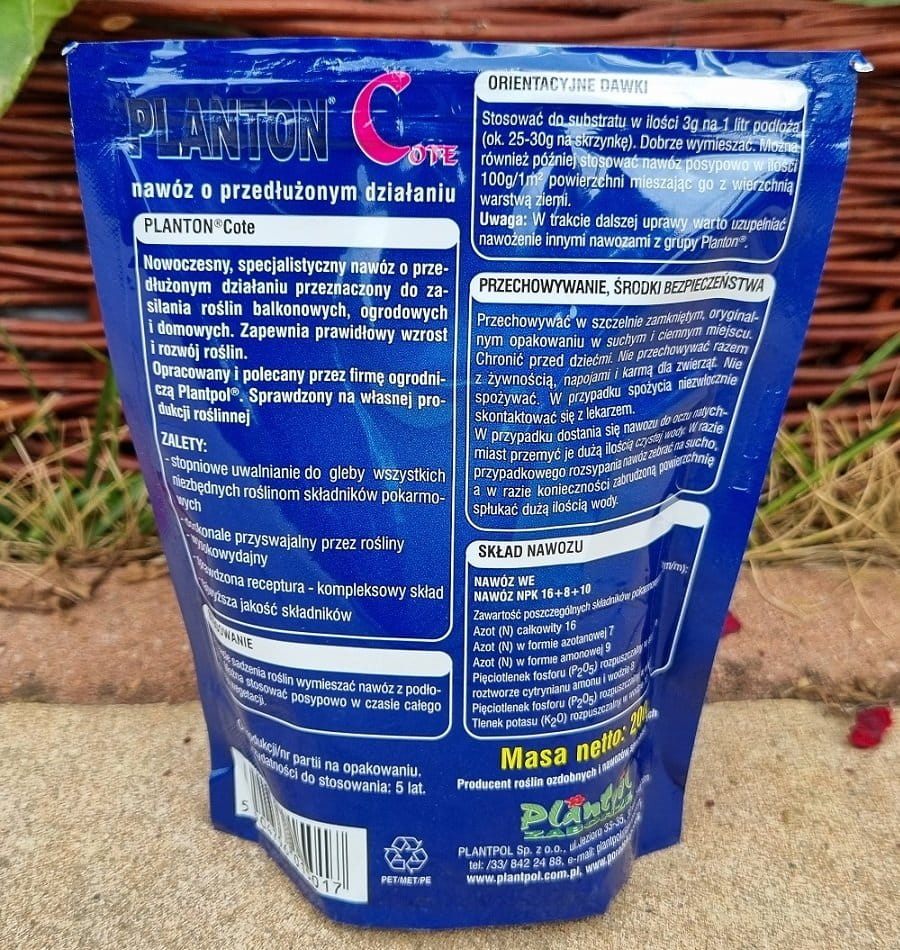 PLANTON® Cote
nawóz o przedłużonym działaniu
PLANTON®Cote
Nowoczesny, specjalistyczny nawóz o prze-
dłużonym działaniu przeznaczony do za-
silania roślin balkonowych, ogrodowych
i domowych. Zapewnia prawidłowy wzrost
i rozwój roślin.
Opracowany i polecany przez firmę ogrodni-
czą Plantpol®. Sprawdzony na własnej pro-
dukcji roślinnej
ZALETY:
- stopniowe uwalnianie do gleby wszystkich
niezbędnych roślinom składników pokarmo-
wych
przyswajalny przez rośliny
receptura - kompleksowy skład
jakość składników
sadzenia roślin wymieszać nawóz z podło-
stosować posypowo w czasie całego
nr partii na opakowaniu.
do stosowania: 5 lat.
PET/MET/PE
ORIENTACYJNE DAWKI
Stosować do substratu w ilości 3g na 1 litr podłoża
(ok. 25-30g na skrzynkę). Dobrze wymieszać. Można
również później stosować nawóz posypowo w ilości
100g/1m² powierzchni mieszając go z wierzchnią
warstwą ziemi.
Uwaga: W trakcie dalszej uprawy warto uzupełniać
nawożenie innymi nawozami z grupy Planton®.
PRZECHOWYWANIE, ŚRODKI BEZPIECZEŃSTWA
Przechowywać w szczelnie zamkniętym, oryginal-
nym opakowaniu w suchym i ciemnym miejscu.
Chronić przed dziećmi. Nie przechowywać razem
z żywnością, napojami i karmą dla zwierząt. Nie
spożywać. W przypadku spożycia niezwłocznie
skontaktować się z lekarzem.
W przypadku dostania się nawozu do oczu natych-
miast przemyć je dużą ilością czystej wody. W razie
przypadkowego rozsypania nawóz zebrać na sucho,
a w razie konieczności zabrudzoną powierzchnię
spłukać dużą ilością wody.
SKŁAD NAWOZU
NAWÓZ WE
NAWÓZ NPK 16+8+10
Zawartość poszczególnych składników
Azot (N) całkowity 16
Azot (N) w formie azotanowej 7
Azot (N) w formie amonowej 9
Pięciotlenek fosforu (P₂O₅)
roztworze cytrynianu amonu i wodzie 8
Pięciotlenek fosforu (P₂O₅)
Tlenek potasu (K₂O)
Masa netto:
Producent roślin ozdobnych i nawozów
PLANTPOL Sp. z o.o., ul.Jeziora
tel: /33/ 842 24 88, e-mail:
www.plantpol.com.pl,